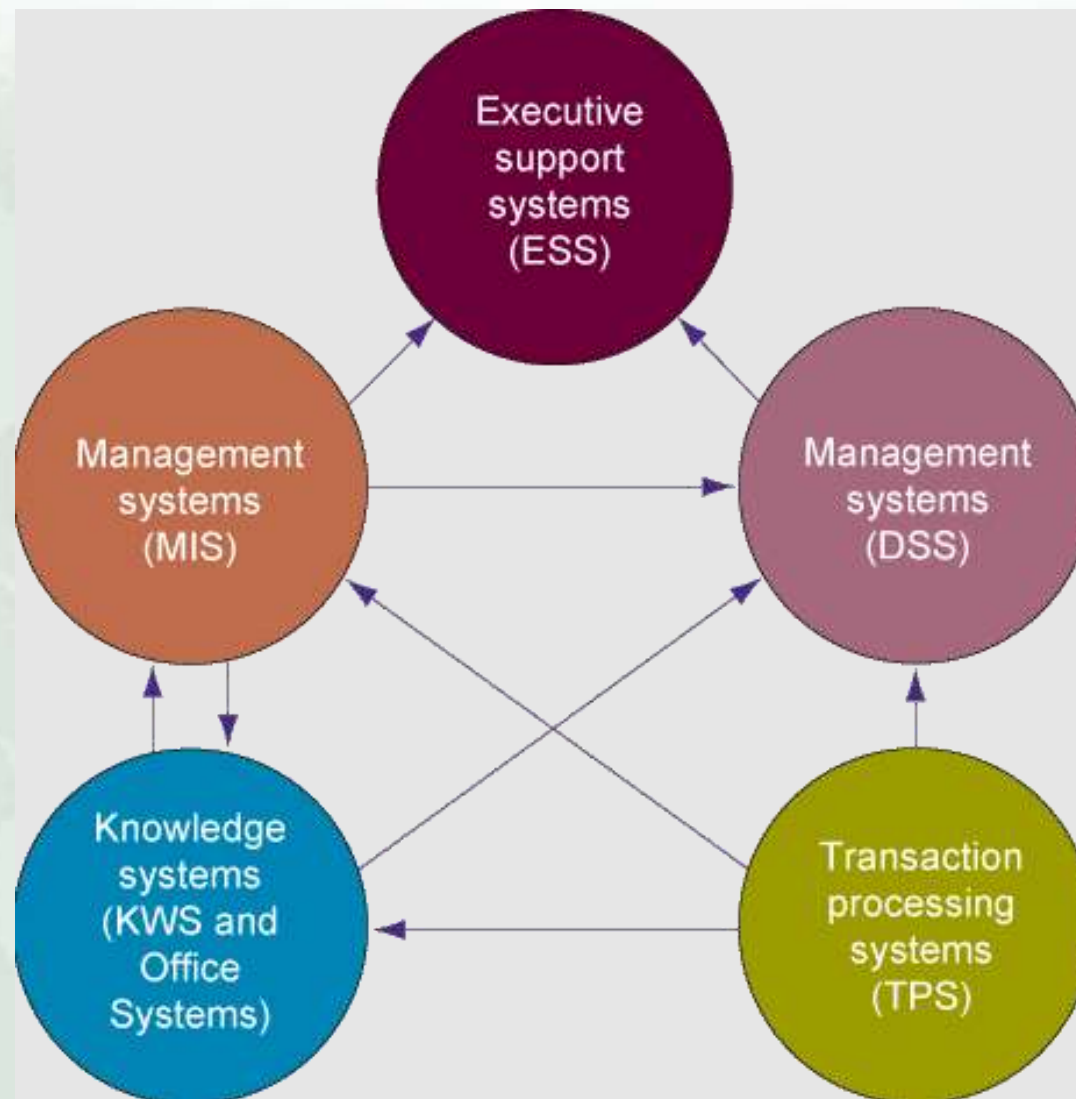 Executive
support
systems
(ESS)
Management
systems
(MIS)
Management
systems
(DSS)
Knowledge
systems
(KWS and
Office
Systems)
Transaction
processing
systems
(TPS)